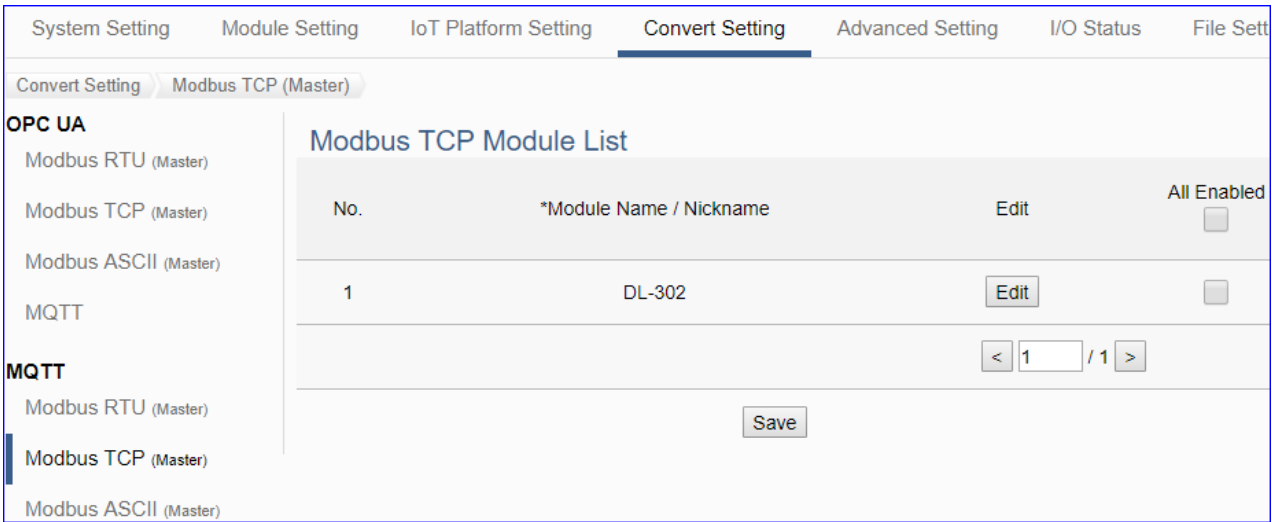 System Setting Module Setting IoT Platform Setting Convert Setting Advanced Setting I/O Status File Sett
Convert Setting Modbus TCP (Master)
OPC UA
Modbus RTU (Master)
Modbus TCP (Master)
Modbus ASCII (Master)
MQTT
MQTT
Modbus RTU (Master)
Modbus TCP (Master)
Modbus ASCII (Master)
Modbus TCP Module List
No. *Module Name / Nickname Edit All Enabled
1 DL-302 Edit
< 1 / 1 >
Save